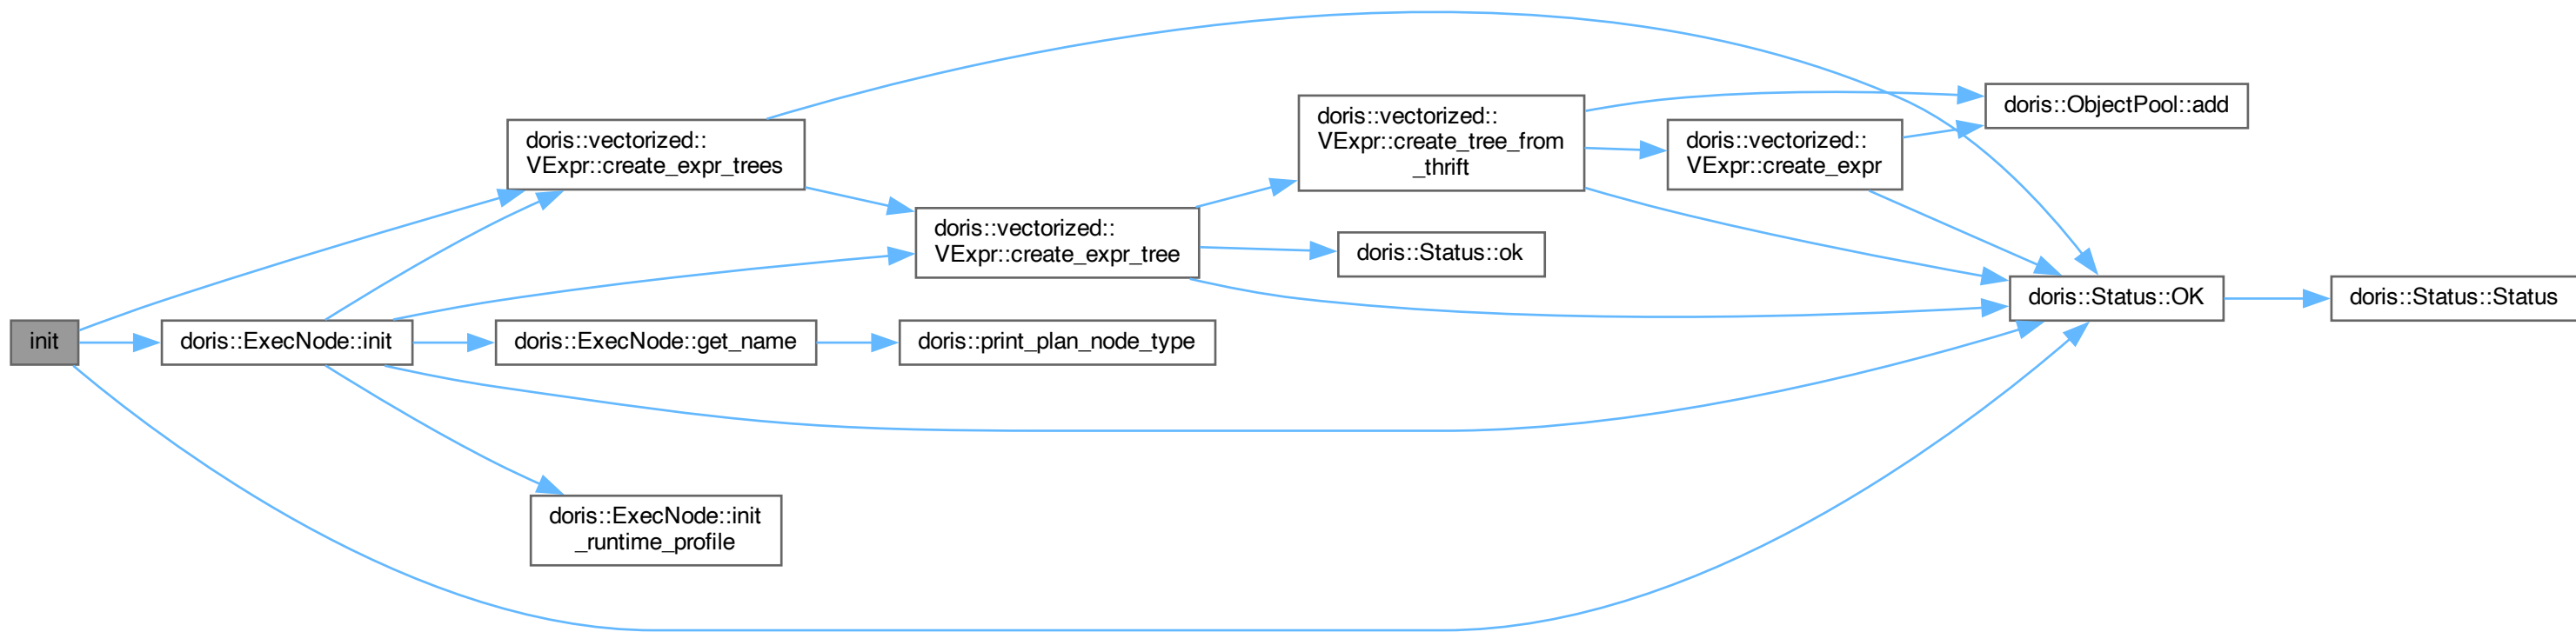 init
doris::ExecNode::init
doris::vectorized::
VExpr::create_expr_trees
doris::ExecNode::get_name
doris::ExecNode::init
_runtime_profile
doris::vectorized::
VExpr::create_expr_tree
doris::print_plan_node_type
doris::vectorized::
VExpr::create_tree_from
_thrift
doris::Status::ok
doris::vectorized::
VExpr::create_expr
doris::ObjectPool::add
doris::Status::OK
doris::Status::Status